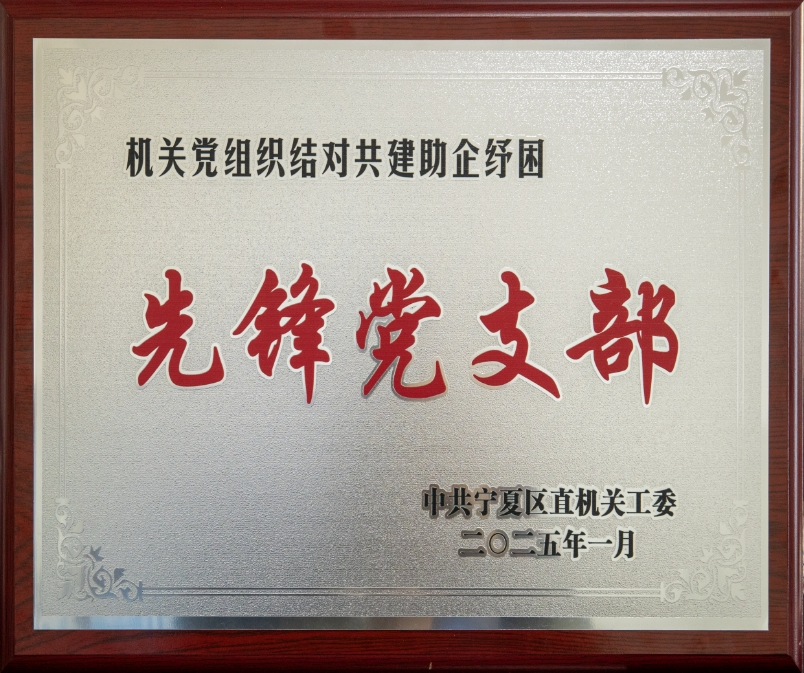 机关党组织结对共建助企纾困
先锋党支部
中共宁夏区直机关工委
二〇二五年一月